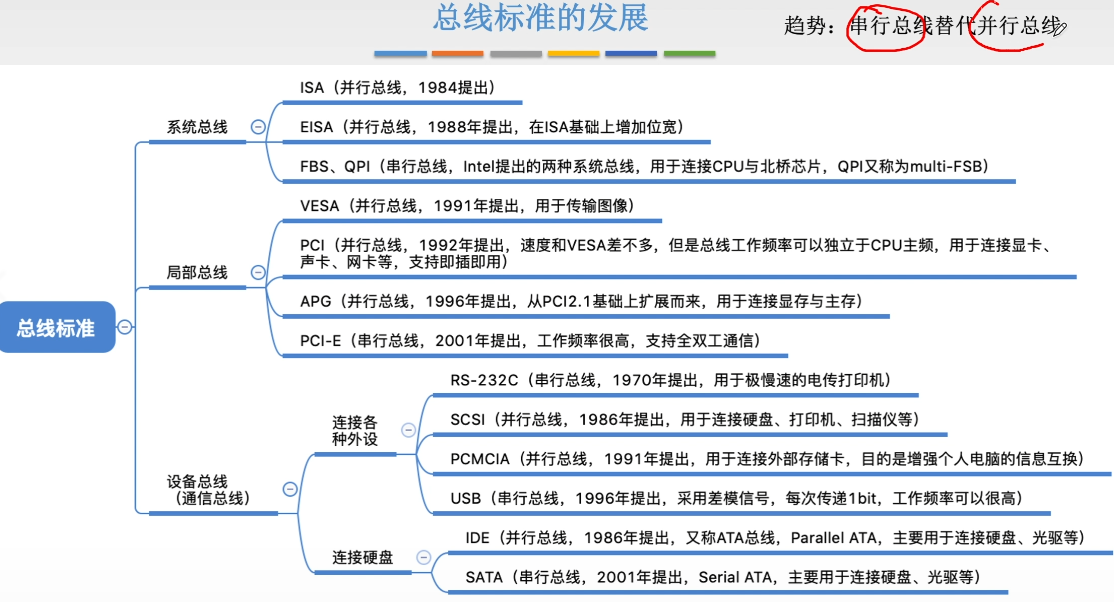 总线标准的发展
趋势：串行总线替代并行总线
ISA（并行总线，1984提出）
系统总线
EISA（并行总线，1988年提出，在ISA基础上增加位宽）
FBS、QPI（串行总线，Intel提出的两种系统总线，用于连接CPU与北桥芯片，QPI又称为multi-FSB）
VESA（并行总线，1991年提出，用于传输图像）
PCI（并行总线，1992年提出，速度和VESA差不多，但是总线工作频率可以独立于CPU主频，用于连接显卡、
声卡、网卡等，支持即插即用）
局部总线
APG（并行总线，1996年提出，从PCI2.1基础上扩展而来，用于连接显存与主存）
总线标准
PCI-E（串行总线，2001年提出，工作频率很高，支持全双工通信）
RS-232C（串行总线，1970年提出，用于极慢速的电传打印机）
连接各
种外设
SCSI（并行总线，1986年提出，用于连接硬盘、打印机、扫描仪等）
PCMCIA（并行总线，1991年提出，用于连接外部存储卡，目的是增强个人电脑的信息互换）
设备总线
（通信总线）
USB（串行总线，1996年提出，采用差模信号，每次传递1bit，工作频率可以很高）
IDE（并行总线，1986年提出，又称ATA总线，Parallel ATA，主要用于连接硬盘、光驱等）
连接硬盘
SATA（串行总线，2001年提出，Serial ATA，主要用于连接硬盘、光驱等）